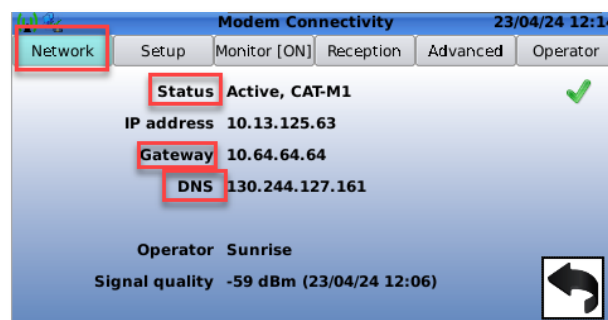 Modem Connectivity 23/04/24 12:14
Network Setup Monitor [ON] Reception Advanced Operator
Status Active, CAT-M1
IP address 10.13.125.63
Gateway 10.64.64.64
DNS 130.244.127.161
Operator Sunrise
Signal quality -59 dBm (23/04/24 12:06)